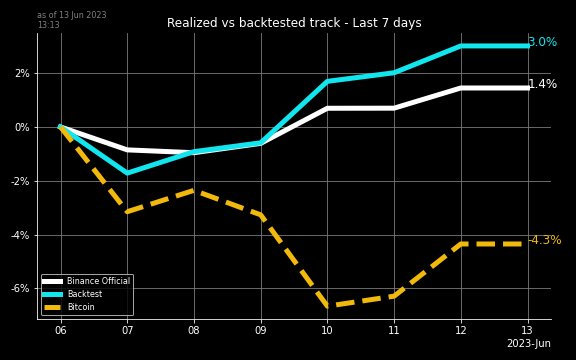 as of 13 Jun 2023
13:13
Realized vs backtested track - Last 7 days
3.0%
2%
1.4%
0%
-2%
-4%
-4.3%
-6%
Binance Official
Backtest
Bitcoin
06 07 08 09 10 11 12 13
2023-Jun